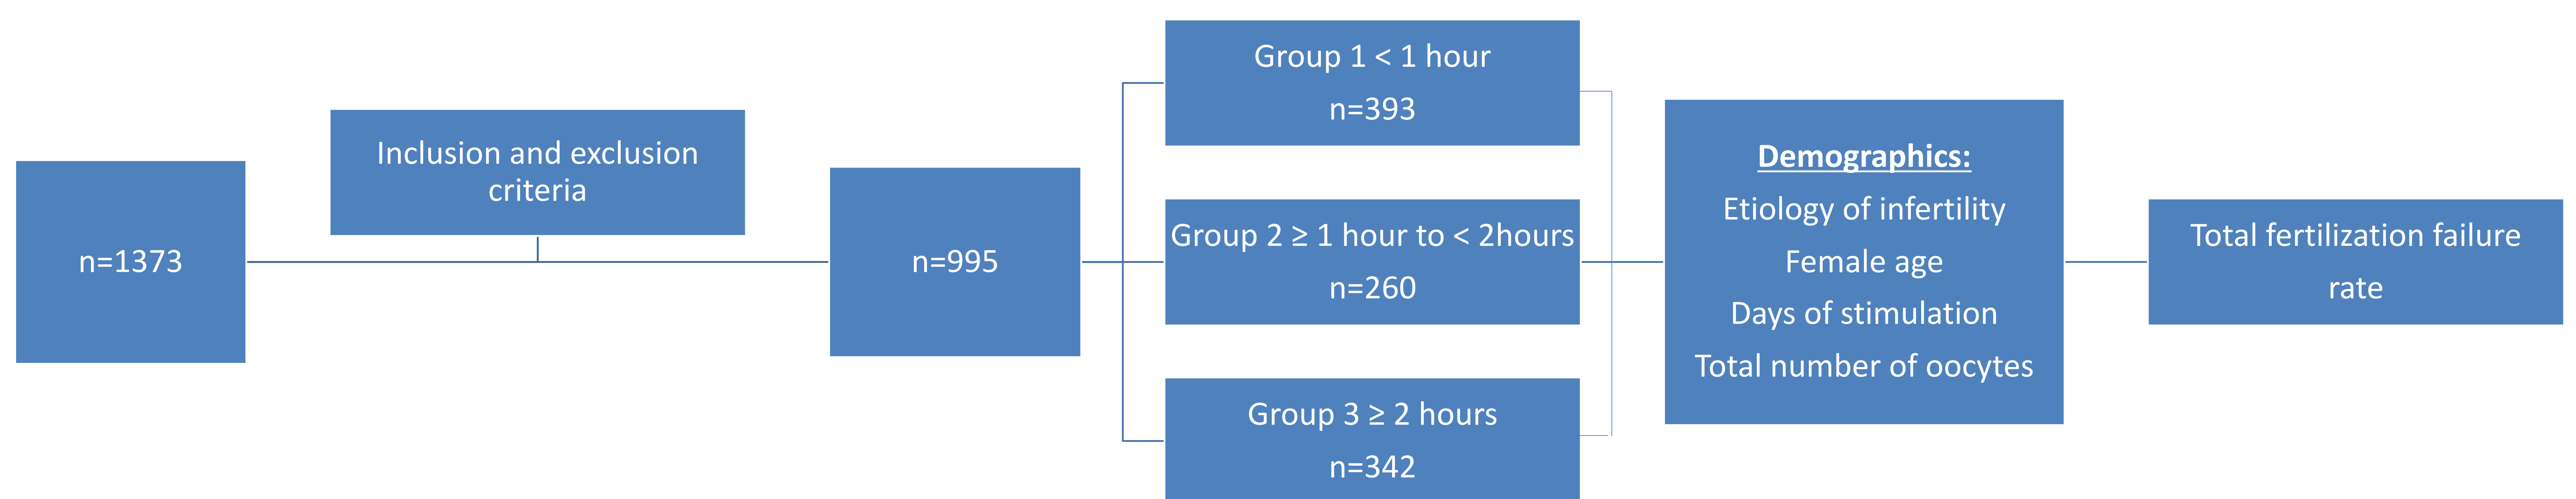 n=1373
Inclusion and exclusion
criteria
n=995
Group 1 < 1 hour
n=393
Group 2 ≥ 1 hour to < 2hours
n=260
Group 3 ≥ 2 hours
n=342
Demographics:
Etiology of infertility
Female age
Days of stimulation
Total number of oocytes
Total fertilization failure
rate